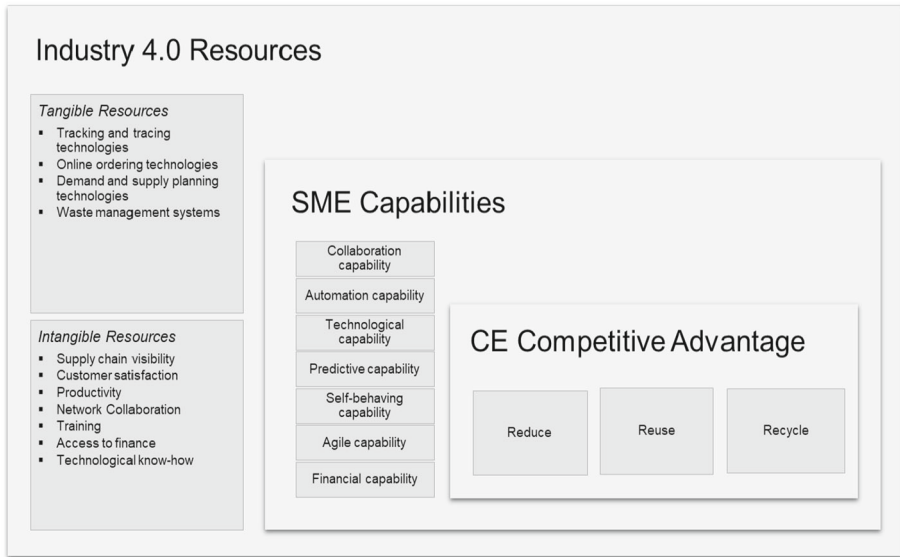 Industry 4.0 Resources
Tangible Resources
▪ Tracking and tracing
technologies
▪ Online ordering technologies
▪ Demand and supply planning
technologies
▪ Waste management systems
Intangible Resources
▪ Supply chain visibility
▪ Customer satisfaction
▪ Productivity
▪ Network Collaboration
▪ Training
▪ Access to finance
▪ Technological know-how
SME Capabilities
Collaboration
capability
Automation capability
Technological
capability
Predictive capability
Self-behaving
capability
Agile capability
Financial capability
CE Competitive Advantage
Reduce
Reuse
Recycle